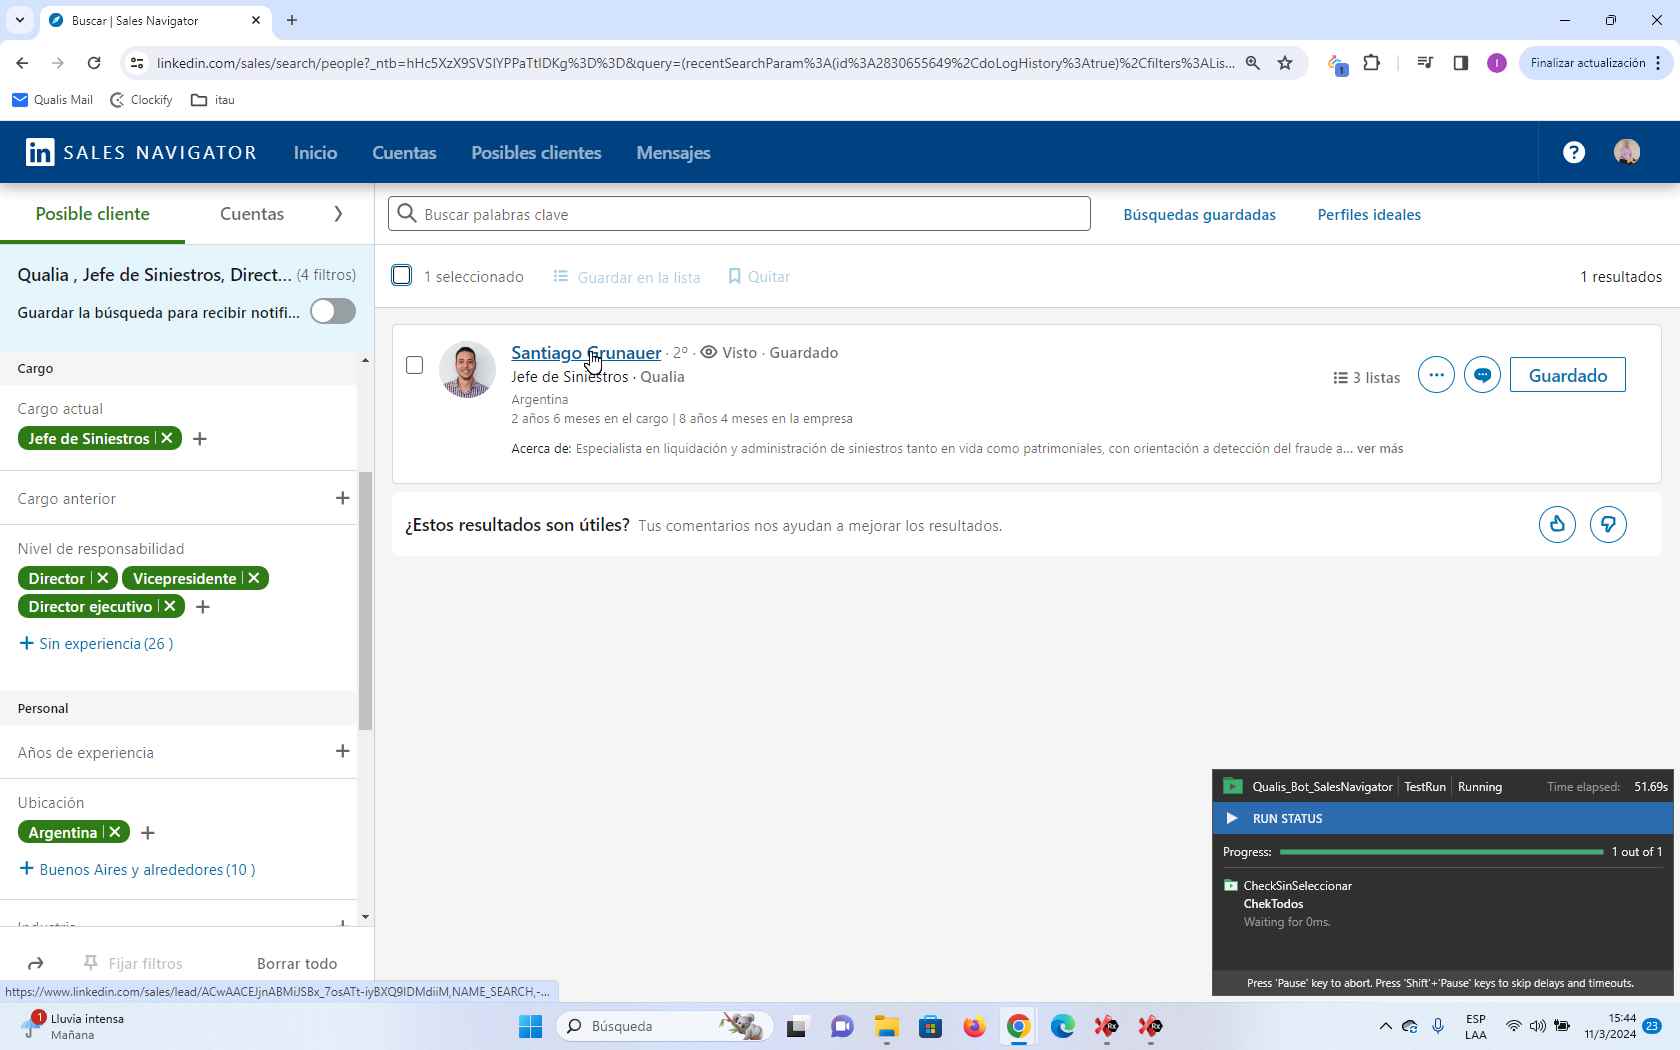 Buscar | Sales Navigator
linkedin.com/sales/search/people?_ntb=hHc5XzX9SVSlYPPaTtlDKg%3D%3D&query=(recentSearchParam%3A(id%3A2830655649%2CdoLogHistory%3Atrue)%2Cfilters%3ALis...
1
I
Finalizar actualización
Qualis Mail
Clockify
itau
in SALES NAVIGATOR
Inicio
Cuentas
Posibles clientes
Mensajes
?
Posible cliente
Cuentas
Buscar palabras clave
Búsquedas guardadas
Perfiles ideales
Qualia , Jefe de Siniestros, Direct... (4 filtros)
Guardar la búsqueda para recibir notifi...
1 seleccionado
Guardar en la lista
Quitar
1 resultados
Cargo
Cargo actual
Jefe de Siniestros
Cargo anterior
Nivel de responsabilidad
Director
Vicepresidente
Director ejecutivo
Sin experiencia (26 )
Personal
Años de experiencia
Ubicación
Argentina
Buenos Aires y alrededores (10 )
Industria
Fijar filtros
Borrar todo
Santiago Grunauer · 2º · Visto · Guardado
Jefe de Siniestros · Qualia
Argentina
2 años 6 meses en el cargo | 8 años 4 meses en la empresa
Acerca de: Especialista en liquidación y administración de siniestros tanto en vida como patrimoniales, con orientación a detección del fraude a... ver más
3 listas
Guardado
¿Estos resultados son útiles? Tus comentarios nos ayudan a mejorar los resultados.
Qualis_Bot_SalesNavigator
TestRun
Running
Time elapsed: 51.69s
RUN STATUS
Progress:
1 out of 1
CheckSinSeleccionar
ChekTodos
Waiting for 0ms.
Press 'Pause' key to abort. Press 'Shift'+'Pause' keys to skip delays and timeouts.
https://www.linkedin.com/sales/lead/ACwAACEJjnABMiJSBx_7osATt-iyBXQ9IDMdiiM,NAME_SEARCH,-...
1
Lluvia intensa
Mañana
Búsqueda
ESP
LAA
15:44
11/3/2024
23